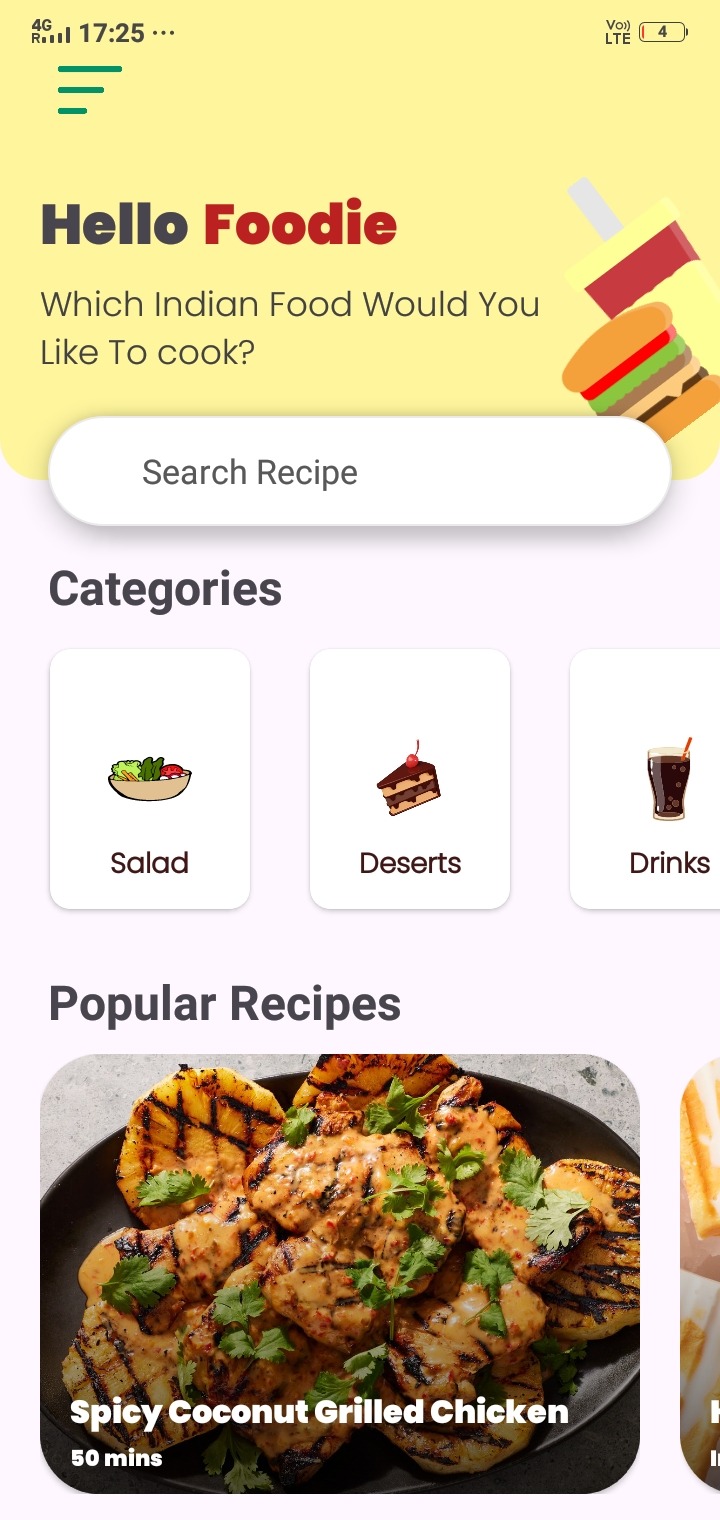 4G
R 17:25 ...
Vo))
LTE 4
Hello Foodie
Which Indian Food Would You
Like To cook?
Search Recipe
Categories
Salad
Deserts
Drinks
Popular Recipes
Spicy Coconut Grilled Chicken
50 mins